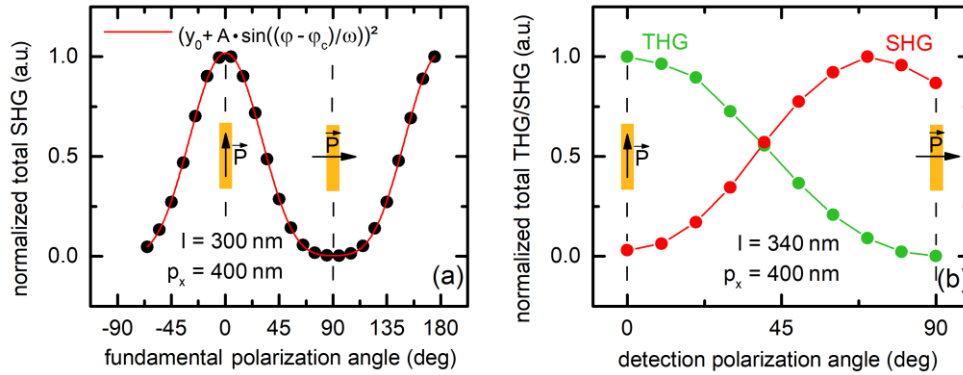 (y₀+ A•sin((φ - φc)/ω))²
normalized total SHG (a.u.)
1.0
0.5
0.0
P
P
l = 300 nm
pₓ = 400 nm
(a)
-90 -45 0 45 90 135 180
fundamental polarization angle (deg)
THG
SHG
normalized total THG/SHG (a.u.)
1.0
0.5
0.0
P
P
l = 340 nm
pₓ = 400 nm
(b)
0 45 90
detection polarization angle (deg)